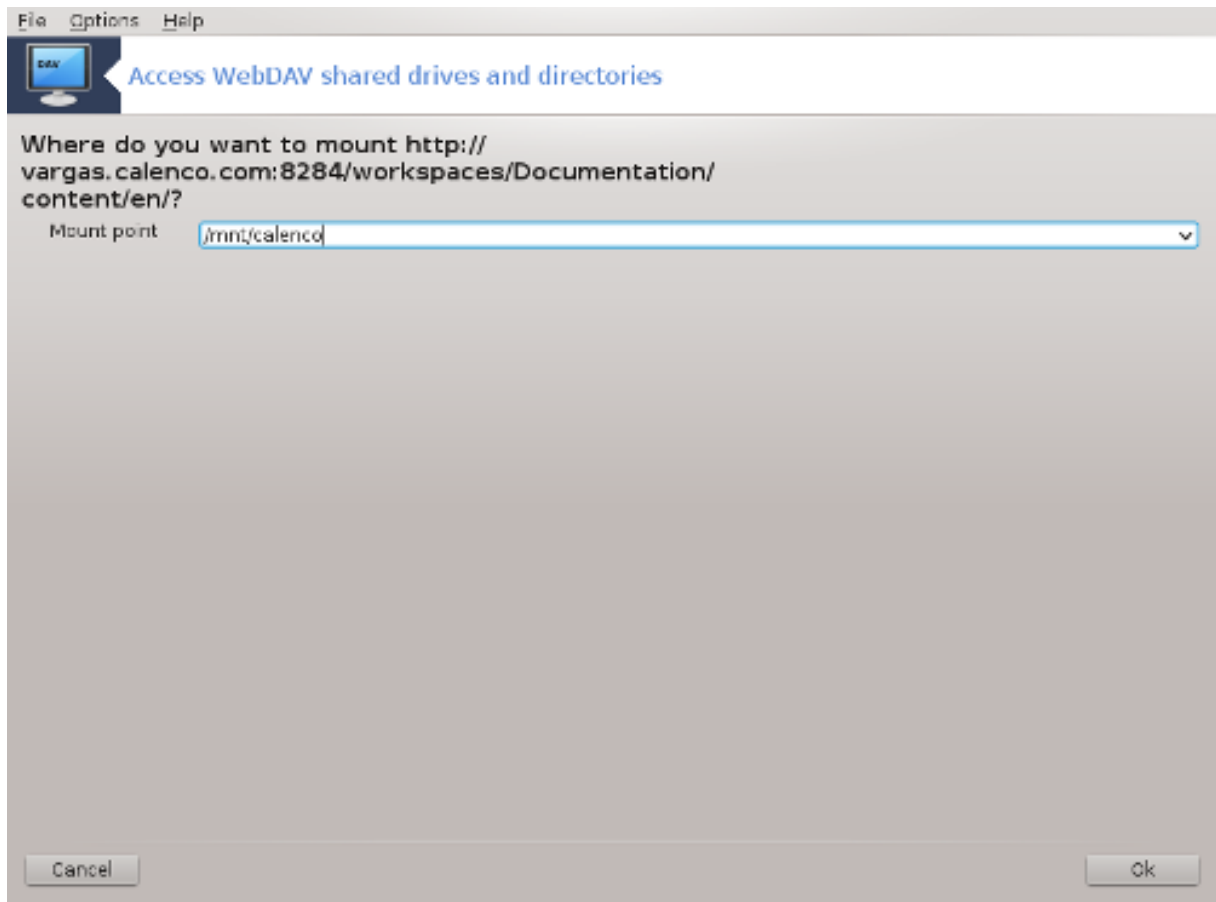 File Options Help
DAV
Access WebDAV shared drives and directories
Where do you want to mount http://
vargas.calenco.com:8284/workspaces/Documentation/
content/en/?
Mount point /mnt/calenco
Cancel Ok